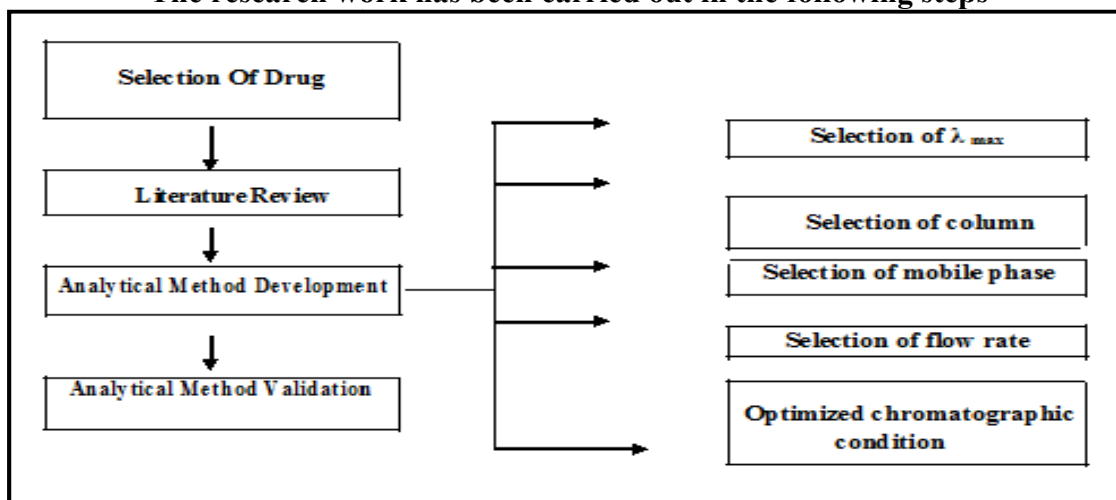 The research work has been carried out in the following steps
Selection Of Drug
Literature Review
Analytical Method Development
Analytical Method Validation
Selection of λ max
Selection of column
Selection of mobile phase
Selection of flow rate
Optimized chromatographic
condition